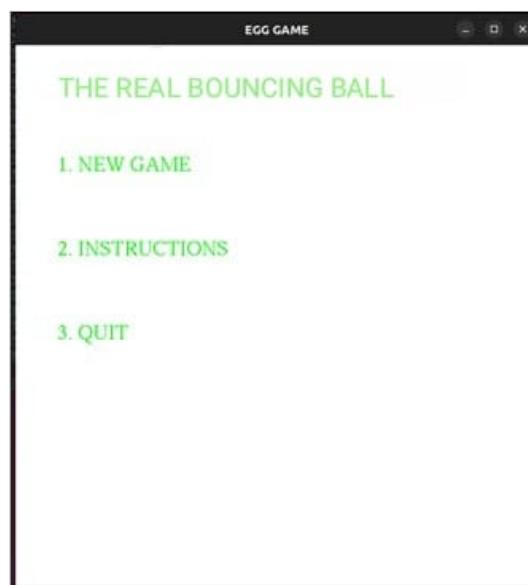 EGG GAME
THE REAL BOUNCING BALL
1. NEW GAME
2. INSTRUCTIONS
3. QUIT